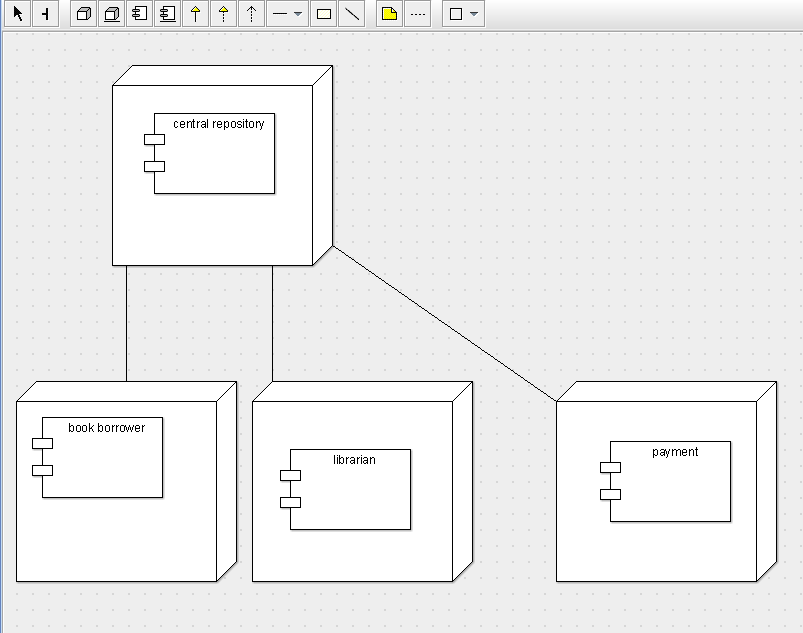 central repository
book borrower
librarian
payment